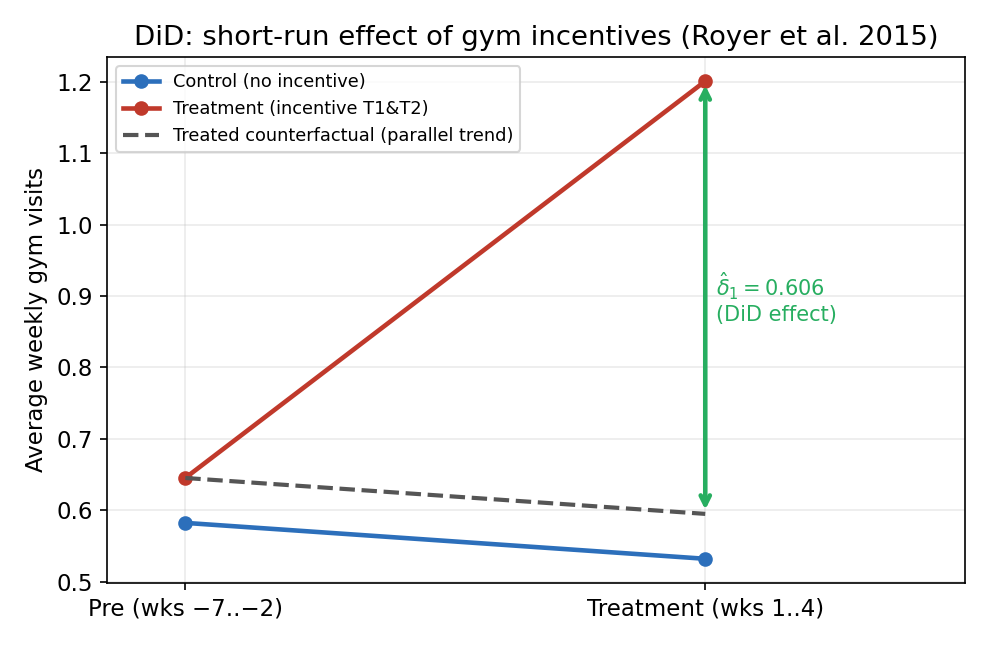 DiD: short-run effect of gym incentives (Royer et al. 2015)
Control (no incentive)
Treatment (incentive T1&T2)
Treated counterfactual (parallel trend)
Average weekly gym visits
1.2
1.1
1.0
0.9
0.8
0.7
0.6
0.5
δ̂₁ = 0.606
(DiD effect)
Pre (wks −7..−2)
Treatment (wks 1..4)